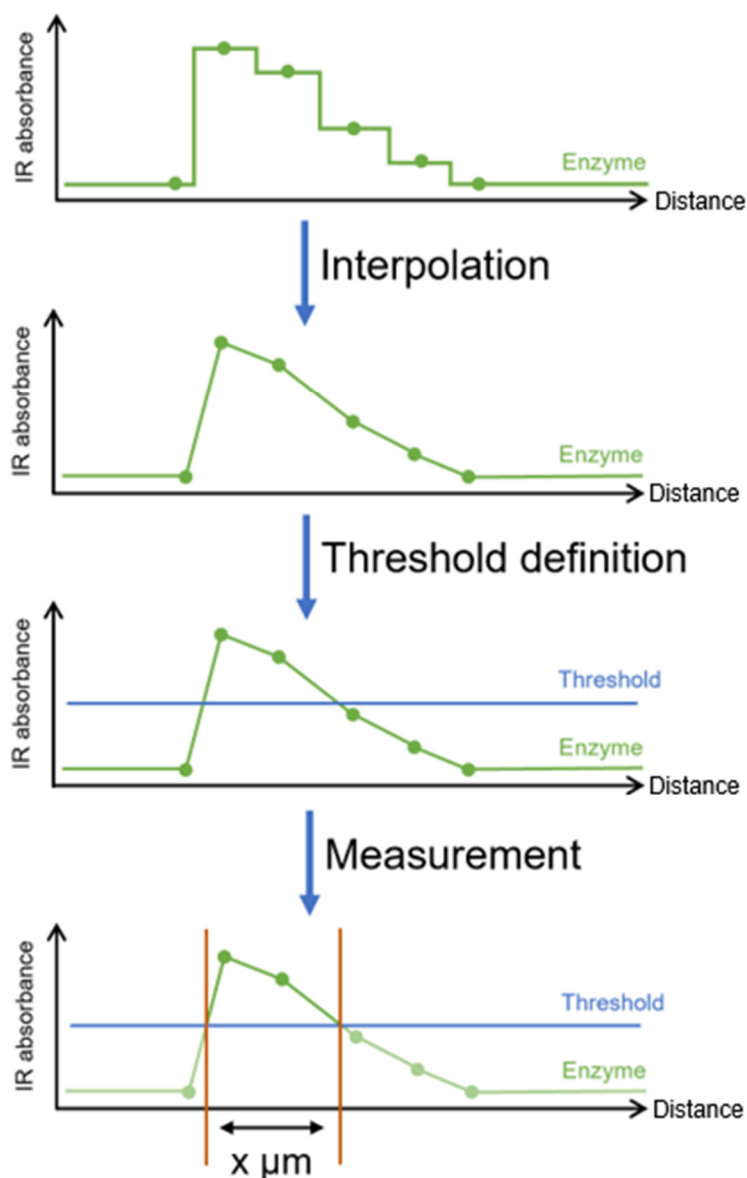 IR absorbance
Enzyme
Distance
Interpolation
IR absorbance
Enzyme
Distance
Threshold definition
IR absorbance
Threshold
Enzyme
Distance
Measurement
IR absorbance
Threshold
Enzyme
Distance
x µm